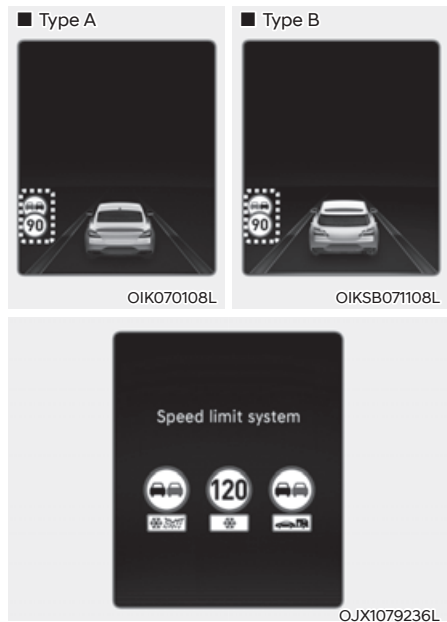 ■ Type A
■ Type B
90
90
OIK070108L
OIKSB071108L
Speed limit system
120
OJX1079236L